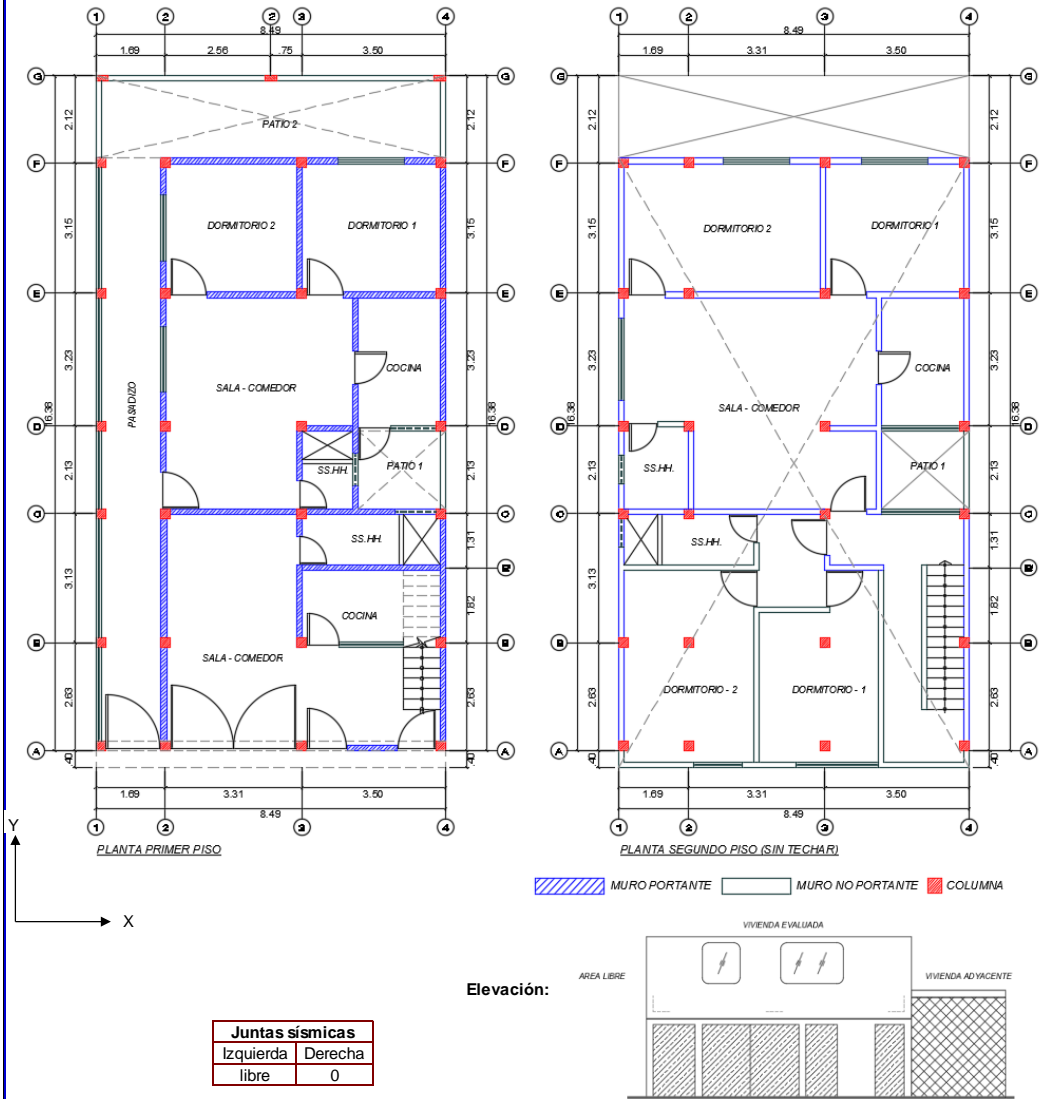 1 2 2' 3 4
8.49
1.69 2.56 .75 3.50
G G
2.12 2.12
PATIO 2
F F
3.15 3.15
DORMITORIO 2 DORMITORIO 1
E E
3.23 3.23
PASADIZO
SALA - COMEDOR
COCINA
16.38 16.38
D D
2.13 2.13
SS.HH.
PATIO 1
C C
1.31
SS.HH.
3.13
B' 
1.82
COCINA
B B
SALA - COMEDOR
2.63 2.63
A A
.40 .40
1.69 3.31 3.50
8.49
1 2 3 4
PLANTA PRIMER PISO
1 3 4
8.49
1.69 3.31 3.50
G G
2.12 2.12
F F
3.15 3.15
DORMITORIO 2 DORMITORIO 1
E E
3.23 3.23
COCINA
SALA - COMEDOR
16.38 16.38
D D
2.13 2.13
SS.HH.
PATIO 1
C C
1.31
SS.HH.
3.13
B'
1.82
B B
DORMITORIO - 2 DORMITORIO - 1
2.63 2.63
A A
.40 .40
1.69 3.31 3.50
8.49
1 2 3 4
PLANTA SEGUNDO PISO (SIN TECHAR)
Y
X
MURO PORTANTE MURO NO PORTANTE COLUMNA
VIVIENDA EVALUADA
AREA LIBRE
VIVIENDA ADYACENTE
Elevación:
Juntas sísmicas
Izquierda Derecha
libre 0